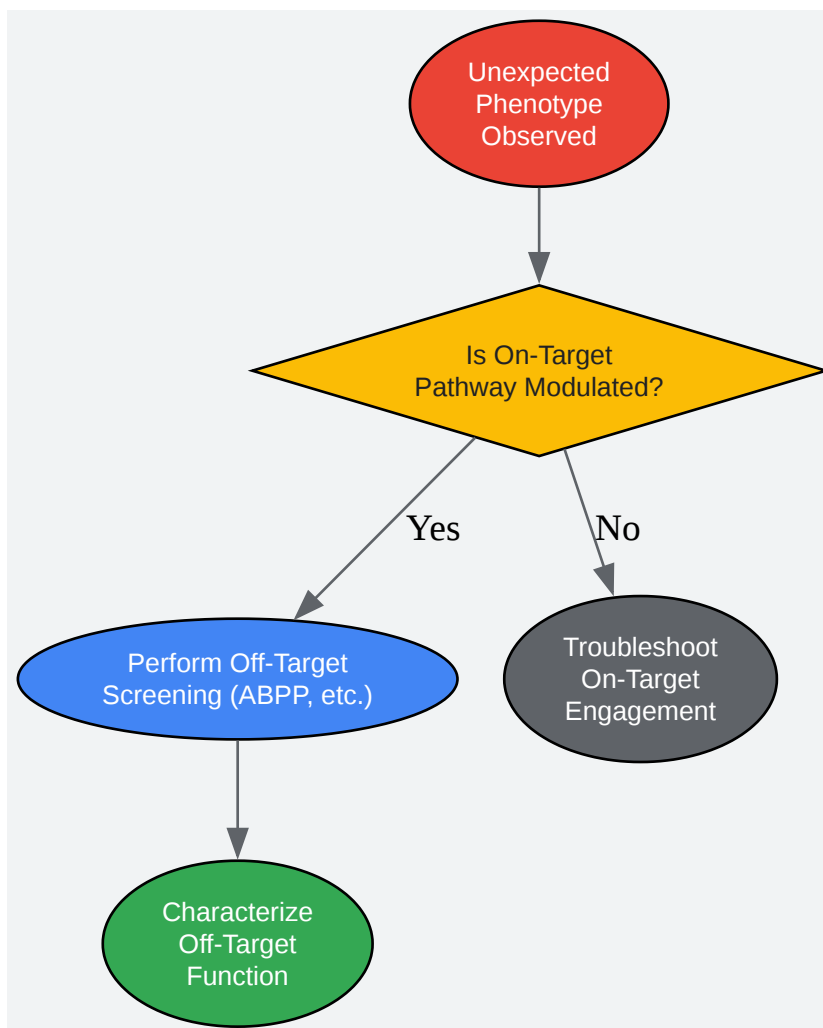 Unexpected
Phenotype
Observed
Is On-Target
Pathway Modulated?
Yes
No
Perform Off-Target
Screening (ABPP, etc.)
Troubleshoot
On-Target
Engagement
Characterize
Off-Target
Function